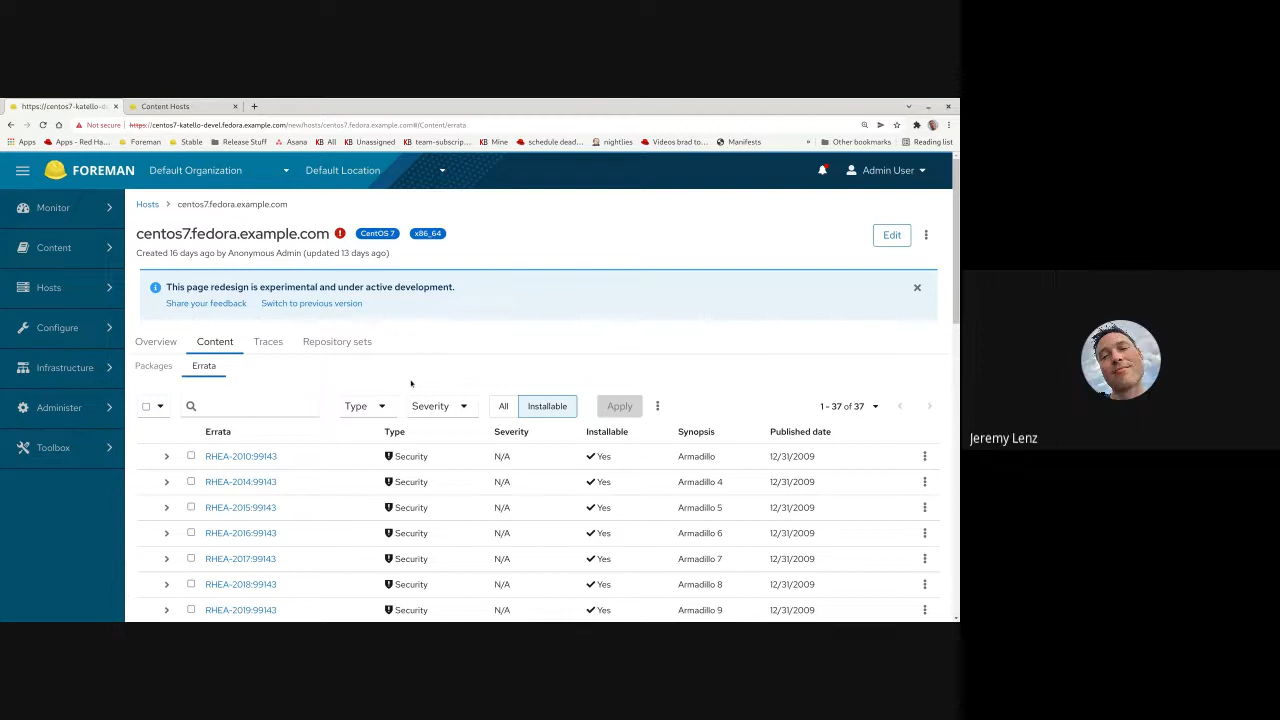 https://centos7-katello-de
Content Hosts
Not secure https://centos7-katello-devel.fedora.example.com/new/hosts/centos7.fedora.example.com#/Content/errata
Apps Apps - Red Ha... Foreman Stable Release Stuff Asana KB All KB Unassigned KB team-subscrip... KB Mine schedule dead... nightlies Videos brad to... Manifests » Other bookmarks Reading list
FOREMAN Default Organization Default Location Admin User
Monitor
Content
Hosts
Configure
Infrastructure
Administer
Toolbox
Hosts > centos7.fedora.example.com
centos7.fedora.example.com CentOS 7 x86_64
Edit
Created 16 days ago by Anonymous Admin (updated 13 days ago)
This page redesign is experimental and under active development.
Share your feedback Switch to previous version
Overview Content Traces Repository sets
Packages Errata
Type Severity All Installable Apply 1 - 37 of 37
Errata Type Severity Installable Synopsis Published date
RHEA-2010:99143 Security N/A Yes Armadillo 12/31/2009
RHEA-2014:99143 Security N/A Yes Armadillo 4 12/31/2009
RHEA-2015:99143 Security N/A Yes Armadillo 5 12/31/2009
RHEA-2016:99143 Security N/A Yes Armadillo 6 12/31/2009
RHEA-2017:99143 Security N/A Yes Armadillo 7 12/31/2009
RHEA-2018:99143 Security N/A Yes Armadillo 8 12/31/2009
RHEA-2019:99143 Security N/A Yes Armadillo 9 12/31/2009
Jeremy Lenz